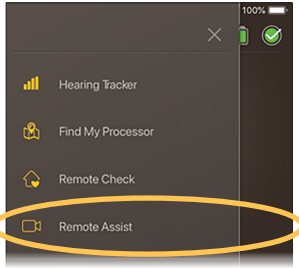 100%
Hearing Tracker
Find My Processor
Remote Check
Remote Assist